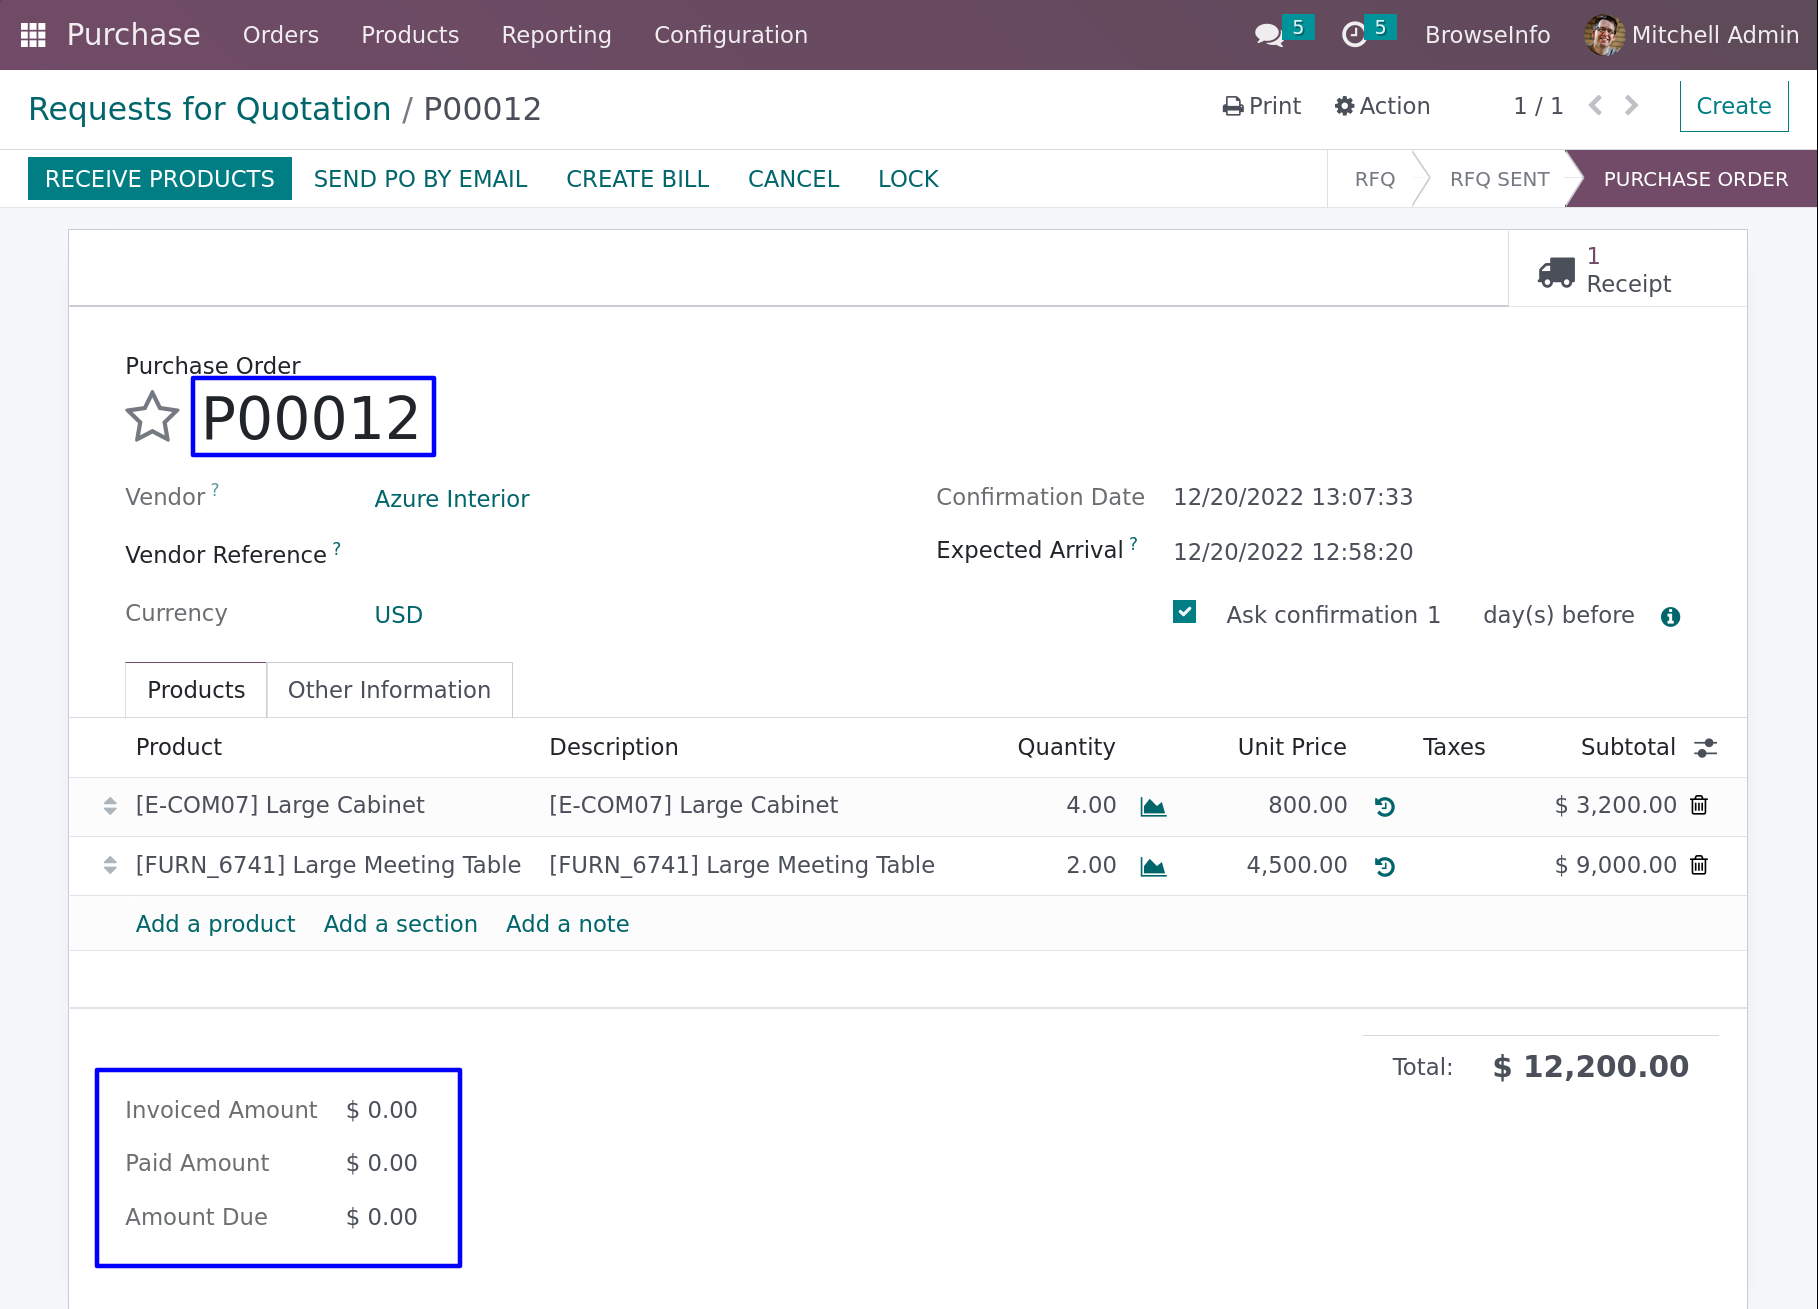 Purchase Orders Products Reporting Configuration 5 5 BrowseInfo Mitchell Admin
Requests for Quotation / P00012 Print Action 1 / 1 Create
RECEIVE PRODUCTS SEND PO BY EMAIL CREATE BILL CANCEL LOCK RFQ RFQ SENT PURCHASE ORDER
1
Receipt
Purchase Order
P00012
Vendor ? Azure Interior Confirmation Date 12/20/2022 13:07:33
Vendor Reference ? Expected Arrival ? 12/20/2022 12:58:20
Currency USD Ask confirmation 1 day(s) before
Products Other Information
Product Description Quantity Unit Price Taxes Subtotal
[E-COM07] Large Cabinet [E-COM07] Large Cabinet 4.00 800.00 $ 3,200.00
[FURN_6741] Large Meeting Table [FURN_6741] Large Meeting Table 2.00 4,500.00 $ 9,000.00
Add a product Add a section Add a note
Total: $ 12,200.00
Invoiced Amount $ 0.00
Paid Amount $ 0.00
Amount Due $ 0.00